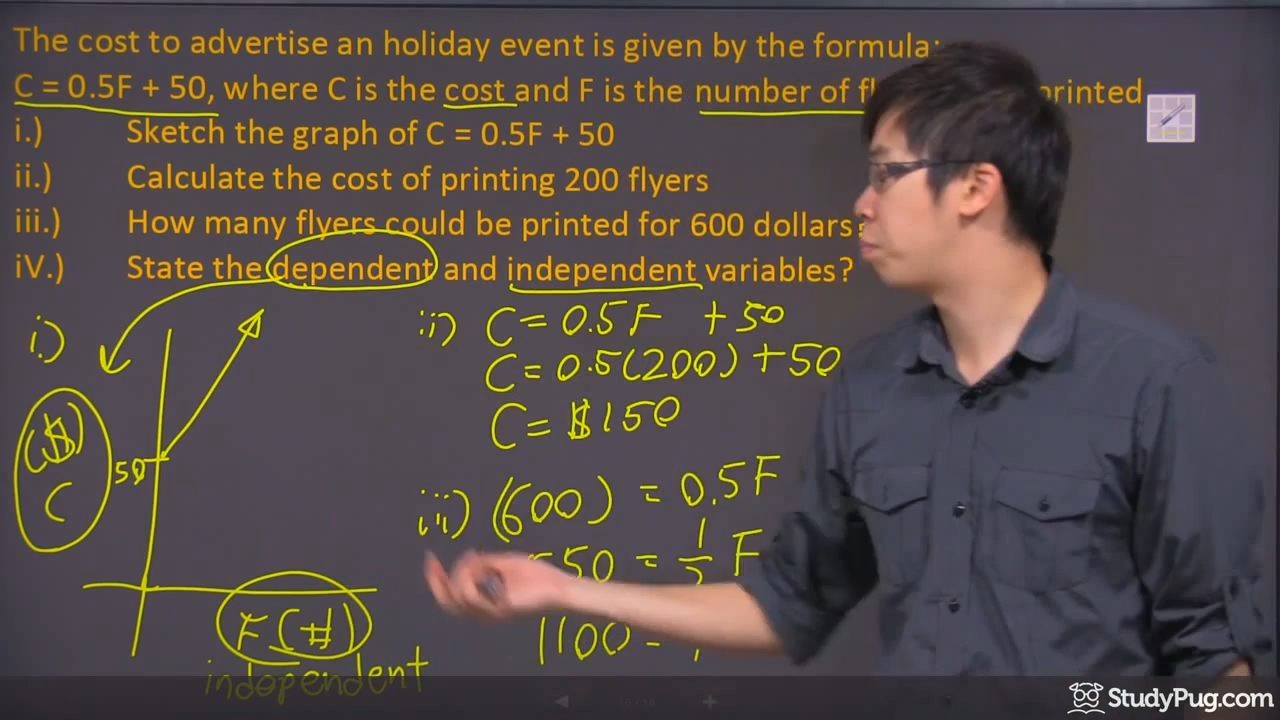 The cost to advertise an holiday event is given by the formula:
C = 0.5F + 50, where C is the cost and F is the number of printed
i.) Sketch the graph of C = 0.5F + 50
ii.) Calculate the cost of printing 200 flyers
iii.) How many flyers could be printed for 600 dollars
iV.) State the dependent and independent variables?
i.)
($)
C
50
F (#)
independent
ii) C = 0.5F + 50
C = 0.5(200) + 50
C = $150
iii) (600) = 0.5F
550 = 1/2 F
1100 =
StudyPug.com